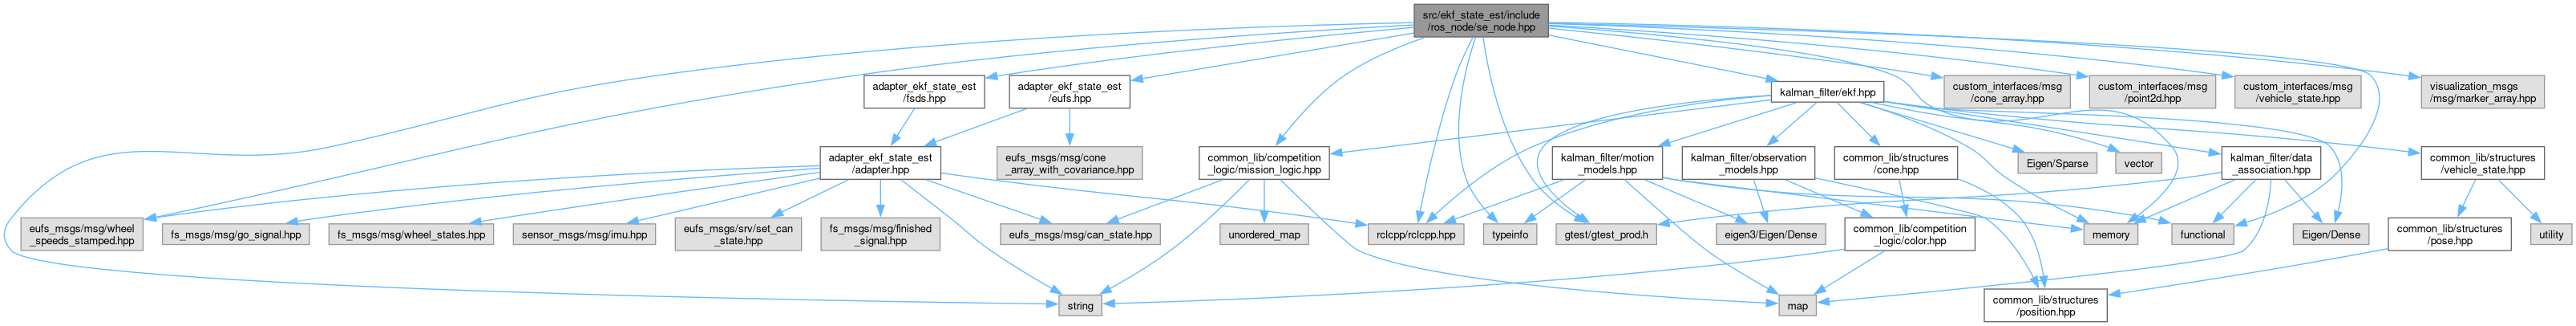 src/ekf_state_est/include
/ros_node/se_node.hpp
adapter_ekf_state_est
/fsds.hpp
adapter_ekf_state_est
/eufs.hpp
kalman_filter/ekf.hpp
custom_interfaces/msg
/cone_array.hpp
custom_interfaces/msg
/point2d.hpp
custom_interfaces/msg
/vehicle_state.hpp
visualization_msgs
/msg/marker_array.hpp
adapter_ekf_state_est
/adapter.hpp
eufs_msgs/msg/cone
_array_with_covariance.hpp
common_lib/competition
_logic/mission_logic.hpp
kalman_filter/motion
_models.hpp
kalman_filter/observation
_models.hpp
common_lib/structures
/cone.hpp
Eigen/Sparse
vector
kalman_filter/data
_association.hpp
common_lib/structures
/vehicle_state.hpp
eufs_msgs/msg/wheel
_speeds_stamped.hpp
fs_msgs/msg/go_signal.hpp
fs_msgs/msg/wheel_states.hpp
sensor_msgs/msg/imu.hpp
eufs_msgs/srv/set_can
_state.hpp
fs_msgs/msg/finished
_signal.hpp
eufs_msgs/msg/can_state.hpp
unordered_map
rclcpp/rclcpp.hpp
typeinfo
gtest/gtest_prod.h
eigen3/Eigen/Dense
common_lib/competition
_logic/color.hpp
memory
functional
Eigen/Dense
common_lib/structures
/pose.hpp
utility
string
map
common_lib/structures
/position.hpp